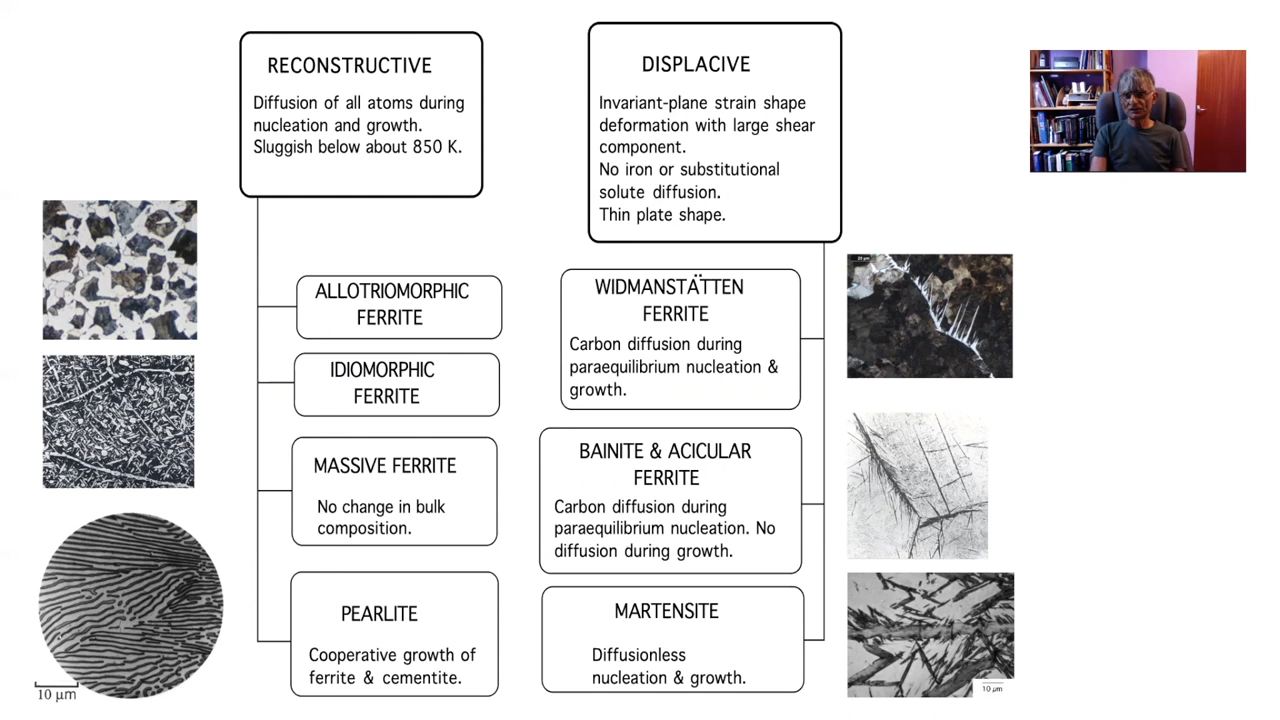 RECONSTRUCTIVE
Diffusion of all atoms during
nucleation and growth.
Sluggish below about 850 K.
ALLOTRIOMORPHIC
FERRITE
IDIOMORPHIC
FERRITE
MASSIVE FERRITE
No change in bulk
composition.
PEARLITE
Cooperative growth of
ferrite & cementite.
10 µm
DISPLACIVE
Invariant-plane strain shape
deformation with large shear
component.
No iron or substitutional
solute diffusion.
Thin plate shape.
WIDMANSTÄTTEN
FERRITE
Carbon diffusion during
paraequilibrium nucleation &
growth.
BAINITE & ACICULAR
FERRITE
Carbon diffusion during
paraequilibrium nucleation. No
diffusion during growth.
MARTENSITE
Diffusionless
nucleation & growth.
10 µm